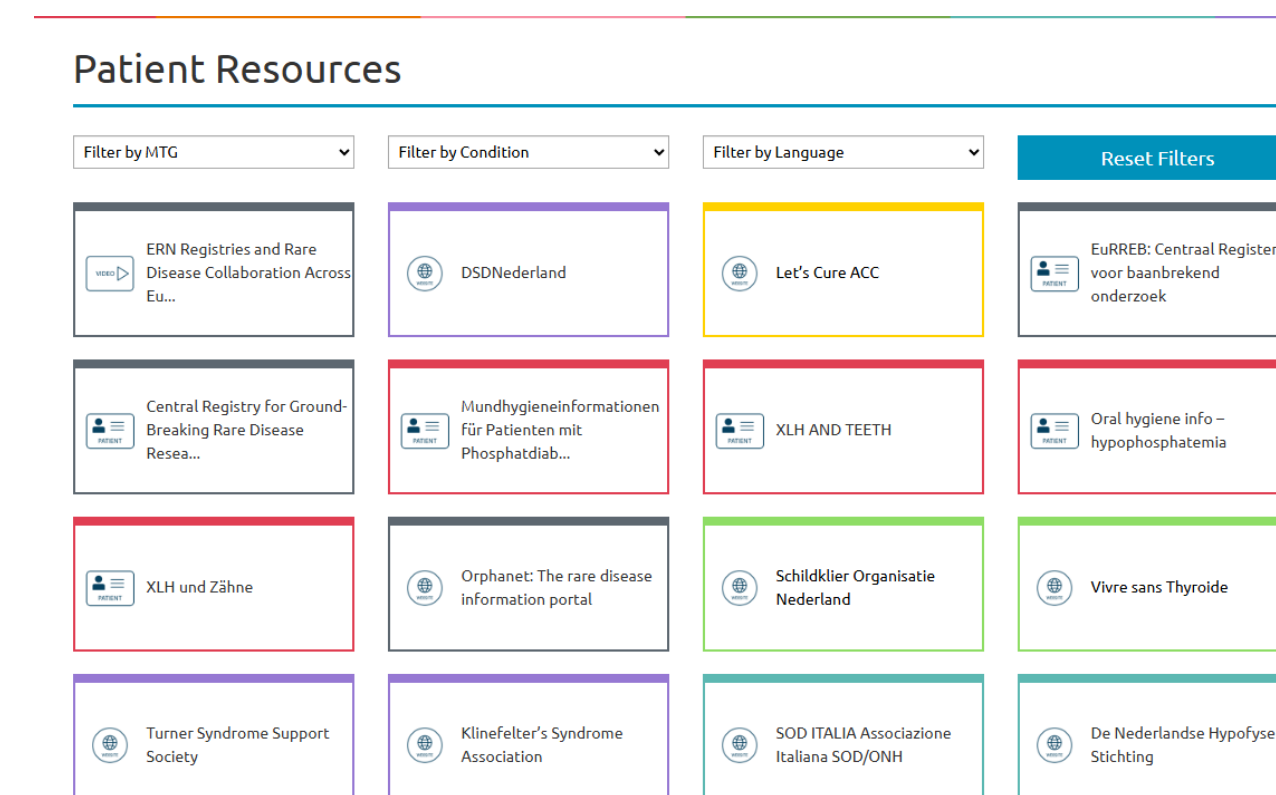 Patient Resources
Filter by MTG
Filter by Condition
Filter by Language
Reset Filters
VIDEO
ERN Registries and Rare
Disease Collaboration Across
Eu...
WEBSITE
DSDNederland
WEBSITE
Let's Cure ACC
PATIENT
EuRREB: Centraal Register
voor baanbrekend
onderzoek
PATIENT
Central Registry for Ground-
Breaking Rare Disease
Resea...
PATIENT
Mundhygieneinformationen
für Patienten mit
Phosphatdiab...
PATIENT
XLH AND TEETH
PATIENT
Oral hygiene info –
hypophosphatemia
PATIENT
XLH und Zähne
WEBSITE
Orphanet: The rare disease
information portal
WEBSITE
Schildklier Organisatie
Nederland
WEBSITE
Vivre sans Thyroide
WEBSITE
Turner Syndrome Support
Society
WEBSITE
Klinefelter's Syndrome
Association
WEBSITE
SOD ITALIA Associazione
Italiana SOD/ONH
WEBSITE
De Nederlandse Hypofyse
Stichting